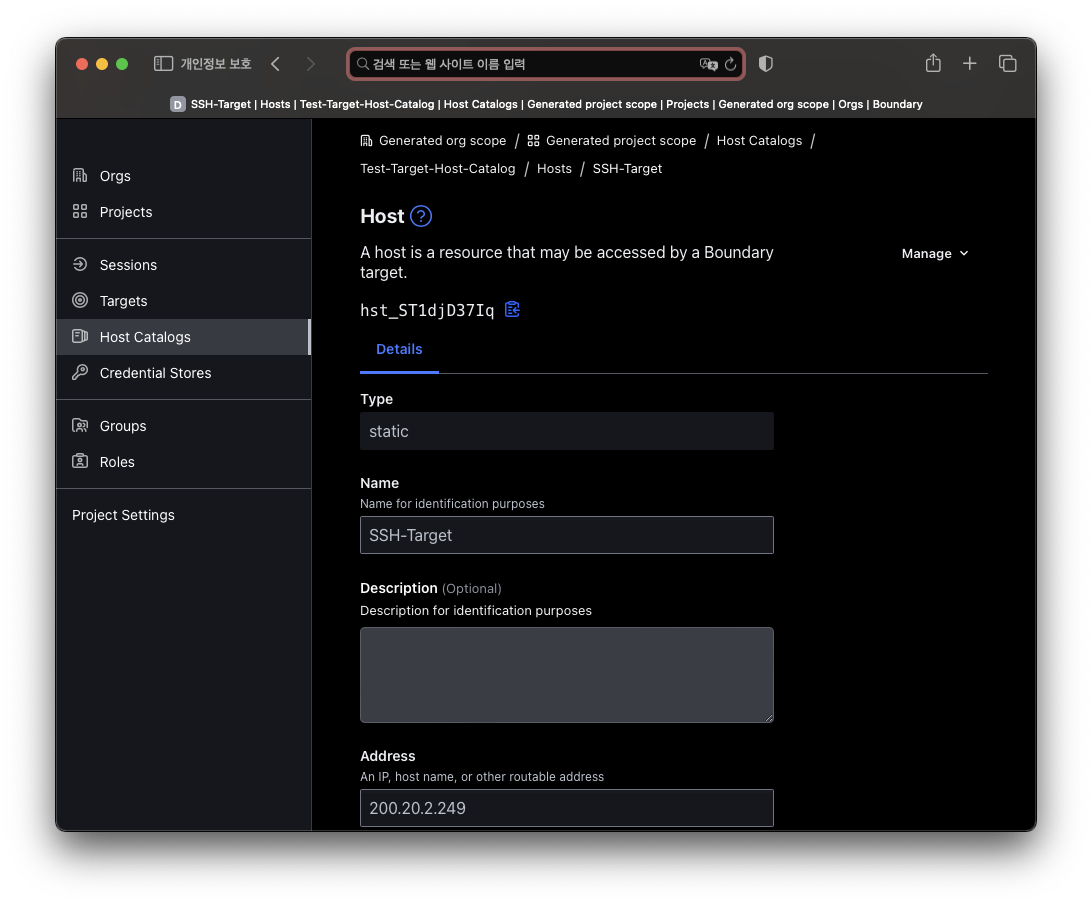 개인정보 보호
검색 또는 웹 사이트 이름 입력
D SSH-Target | Hosts | Test-Target-Host-Catalog | Host Catalogs | Generated project scope | Projects | Generated org scope | Orgs | Boundary
Orgs
Projects
Sessions
Targets
Host Catalogs
Credential Stores
Groups
Roles
Project Settings
Generated org scope / Generated project scope / Host Catalogs /
Test-Target-Host-Catalog / Hosts / SSH-Target
Host ?
A host is a resource that may be accessed by a Boundary
target.
Manage
hst_ST1djD37Iq
Details
Type
static
Name
Name for identification purposes
SSH-Target
Description (Optional)
Description for identification purposes
Address
An IP, host name, or other routable address
200.20.2.249